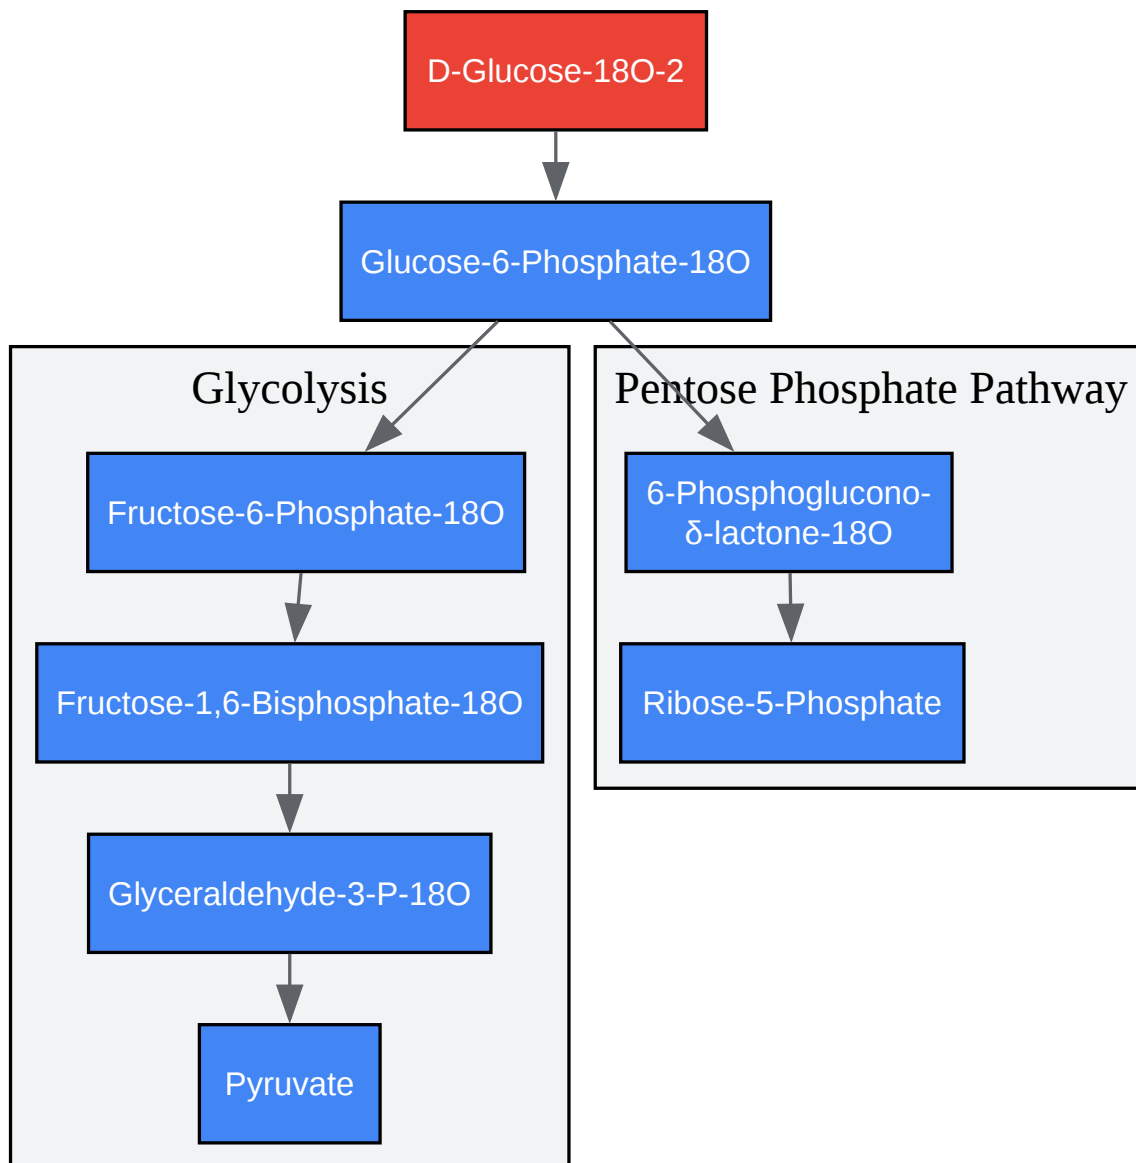 D-Glucose-18O-2
Glucose-6-Phosphate-18O
Glycolysis
Fructose-6-Phosphate-18O
Fructose-1,6-Bisphosphate-18O
Glyceraldehyde-3-P-18O
Pyruvate
Pentose Phosphate Pathway
6-Phosphoglucono-
δ-lactone-18O
Ribose-5-Phosphate